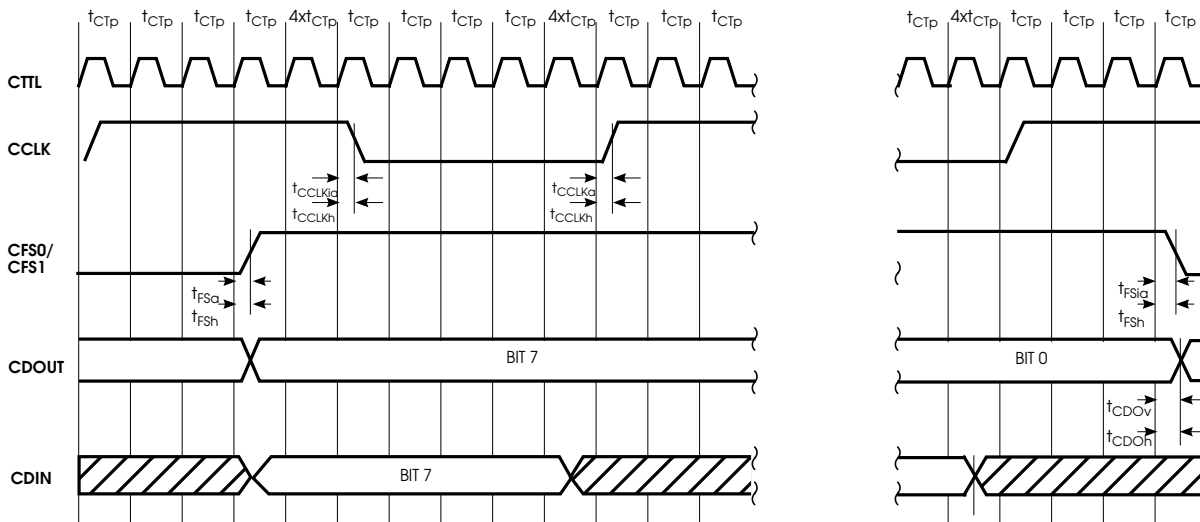 tCTp tCTp tCTp tCTp 4xtCTp tCTp tCTp tCTp tCTp 4xtCTp tCTp tCTp tCTp tCTp 4xtCTp tCTp tCTp tCTp tCTp
CTTL
CCLK
tCCLKia tCCLKa
tCCLKh tCCLKh
CFS0/
CFS1
tFSa tFSia
tFSh tFSh
CDOUT BIT 7 BIT 0
tCDOv
tCDOh
CDIN BIT 7